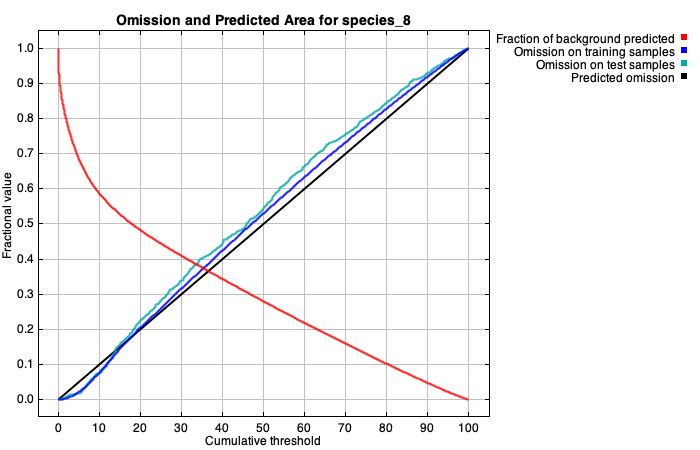 Omission and Predicted Area for species_8
Fraction of background predicted
Omission on training samples
Omission on test samples
Predicted omission
Fractional value
1.0
0.9
0.8
0.7
0.6
0.5
0.4
0.3
0.2
0.1
0.0
0 10 20 30 40 50 60 70 80 90 100
Cumulative threshold